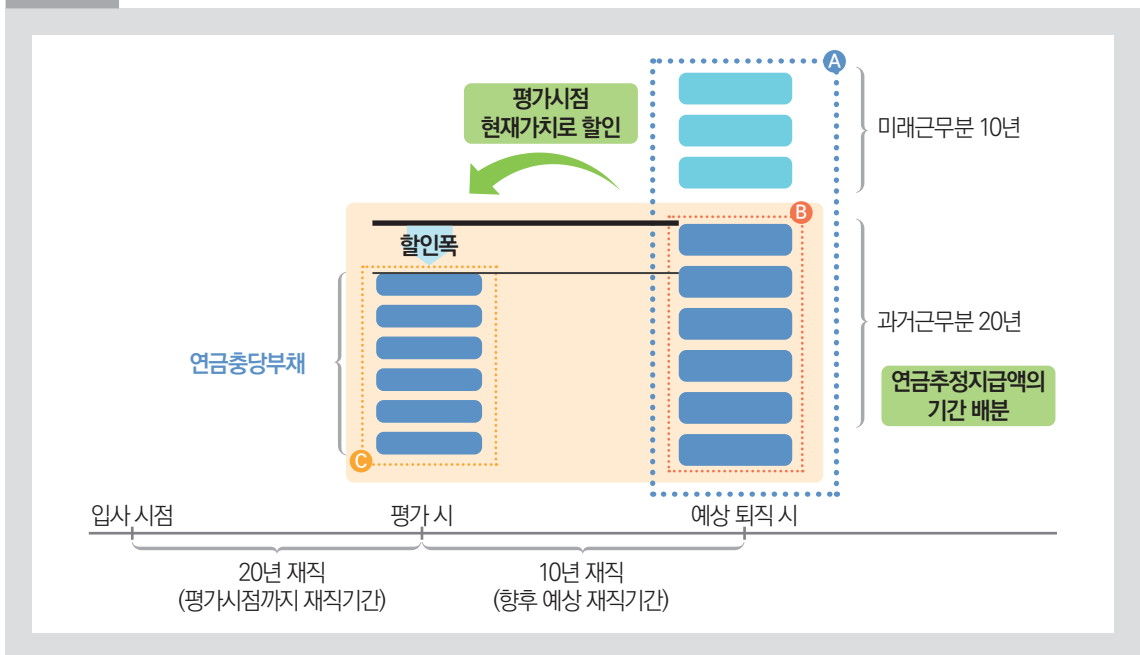 A
평가시점
현재가치로 할인
미래근무분 10년
B
할인폭
과거근무분 20년
연금충당부채
연금추정지급액의
기간 배분
C
입사 시점
평가 시
예상 퇴직 시
20년 재직
(평가시점까지 재직기간)
10년 재직
(향후 예상 재직기간)